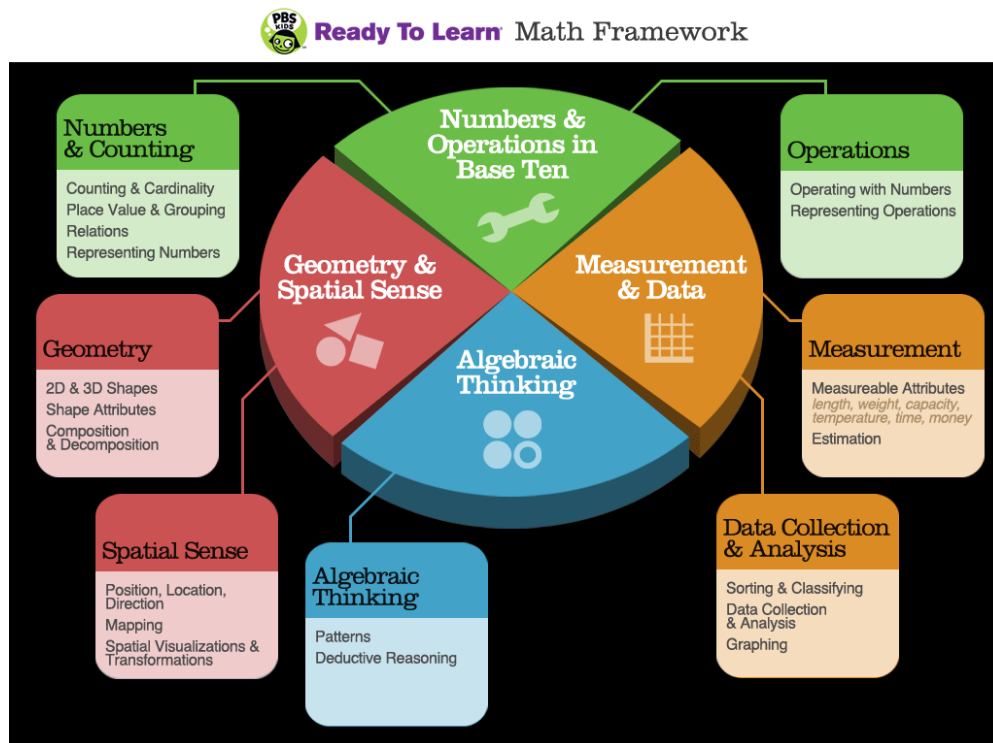 PBS
KIDS
Ready To Learn Math Framework
Numbers &
Operations in
Base Ten
Geometry &
Spatial Sense
Measurement
& Data
Algebraic
Thinking
Numbers
& Counting
Counting & Cardinality
Place Value & Grouping
Relations
Representing Numbers
Operations
Operating with Numbers
Representing Operations
Geometry
2D & 3D Shapes
Shape Attributes
Composition
& Decomposition
Measurement
Measureable Attributes
length, weight, capacity,
temperature, time, money
Estimation
Spatial Sense
Position, Location,
Direction
Mapping
Spatial Visualizations &
Transformations
Algebraic
Thinking
Patterns
Deductive Reasoning
Data Collection
& Analysis
Sorting & Classifying
Data Collection
& Analysis
Graphing